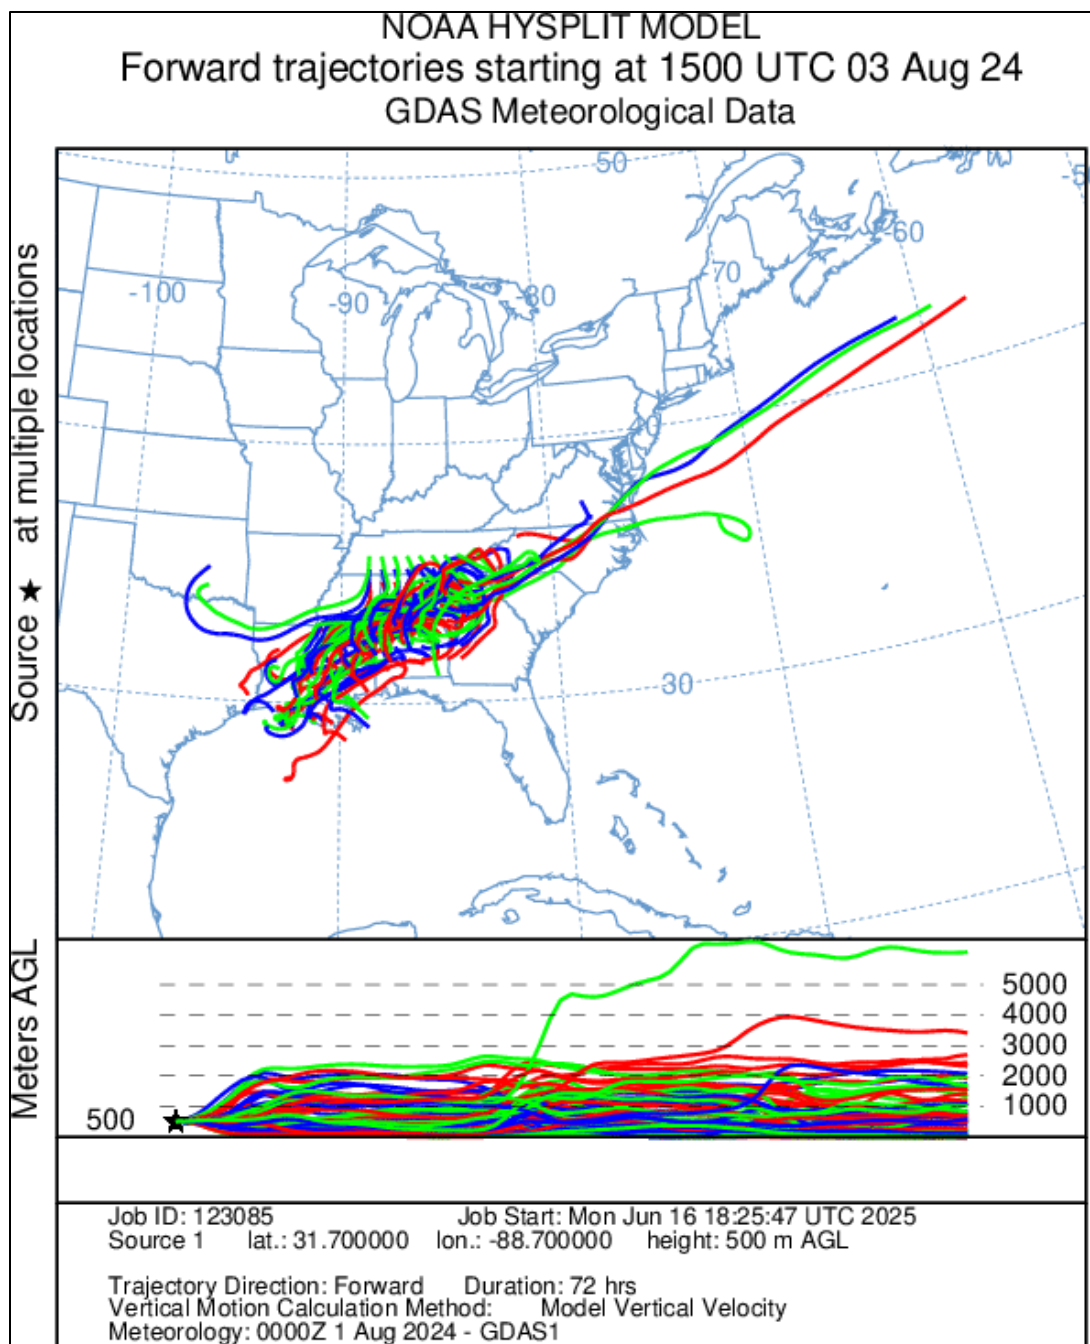 NOAA HYSPLIT MODEL
Forward trajectories starting at 1500 UTC 03 Aug 24
GDAS Meteorological Data
Source ★ at multiple locations
50
-60
70
-100
-90
-80
40
30
Meters AGL
500
5000
4000
3000
2000
1000
Job ID: 123085 Job Start: Mon Jun 16 18:25:47 UTC 2025
Source 1 lat.: 31.700000 lon.: -88.700000 height: 500 m AGL
Trajectory Direction: Forward Duration: 72 hrs
Vertical Motion Calculation Method: Model Vertical Velocity
Meteorology: 0000Z 1 Aug 2024 - GDAS1